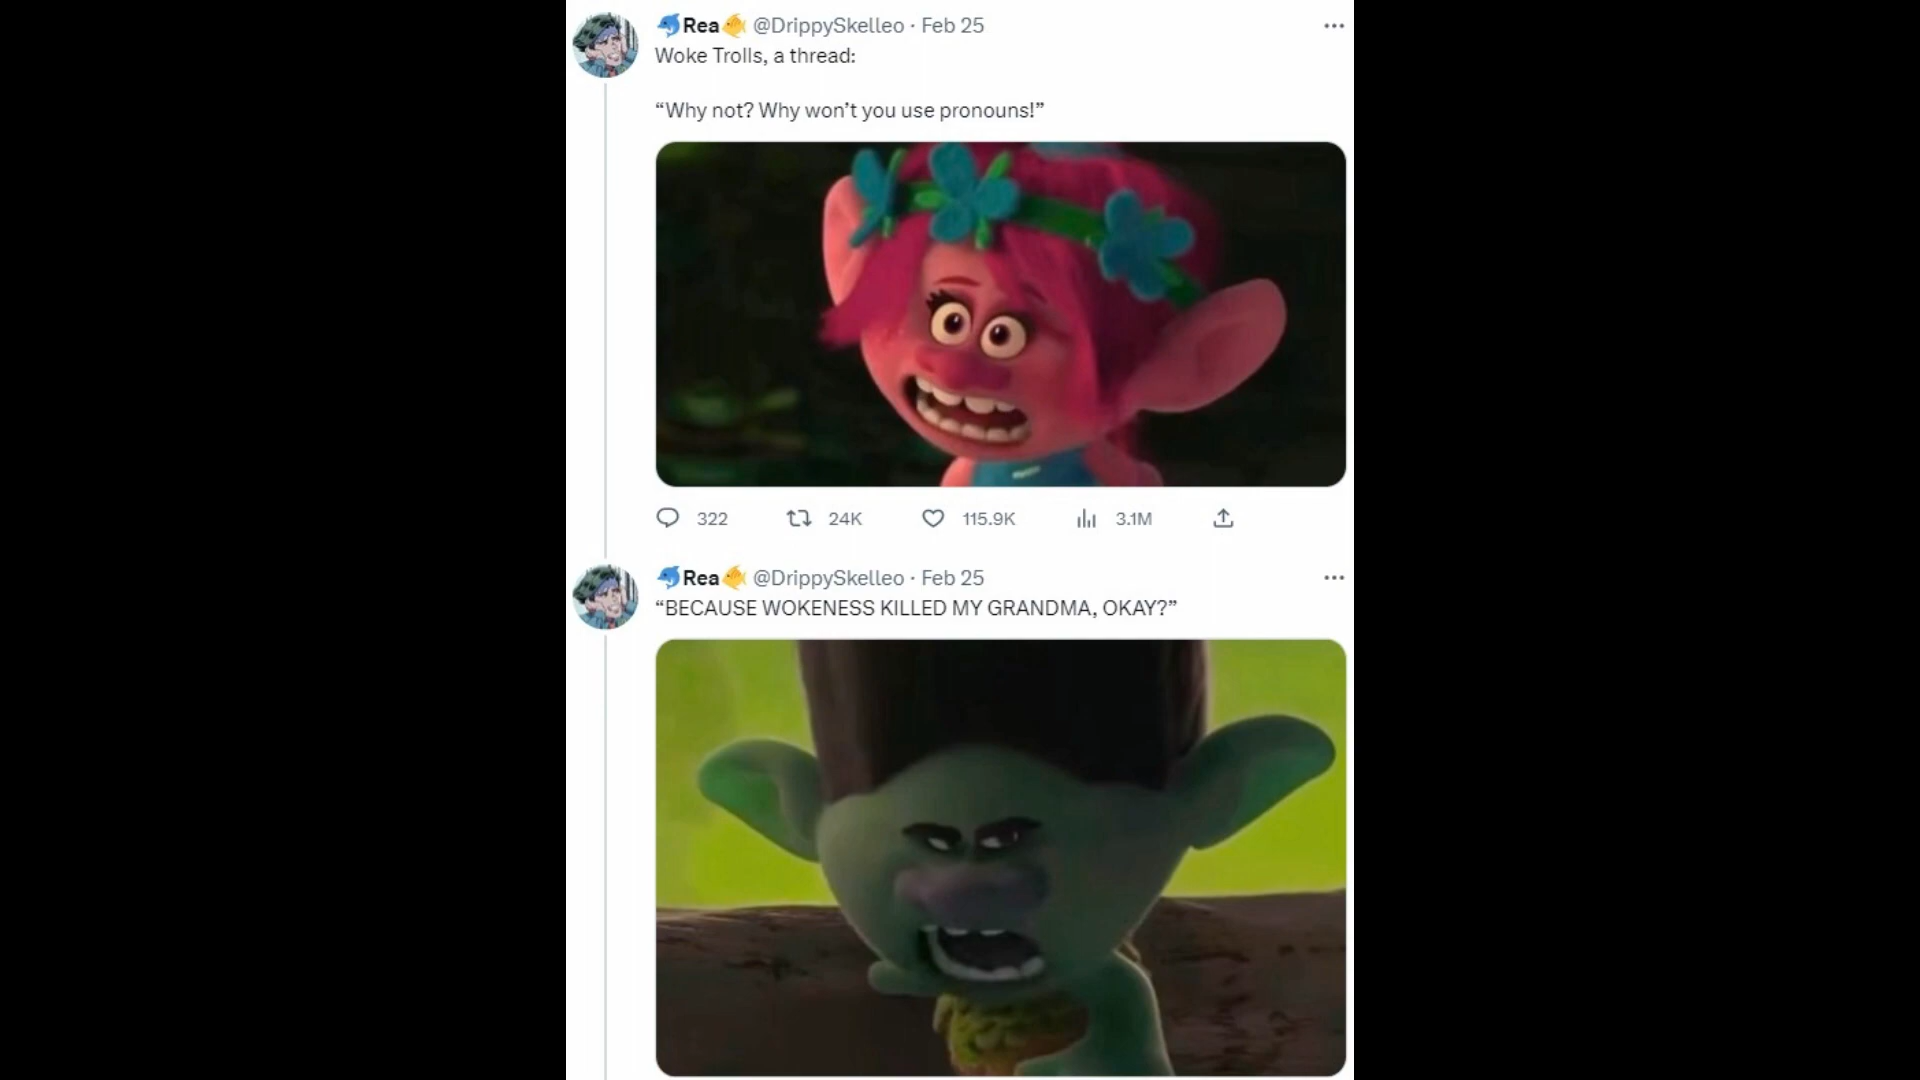 🐬Rea🐠 @DrippySkelleo · Feb 25
Woke Trolls, a thread:
“Why not? Why won’t you use pronouns!”
322 24K 115.9K 3.1M
🐬Rea🐠 @DrippySkelleo · Feb 25
“BECAUSE WOKENESS KILLED MY GRANDMA, OKAY?”